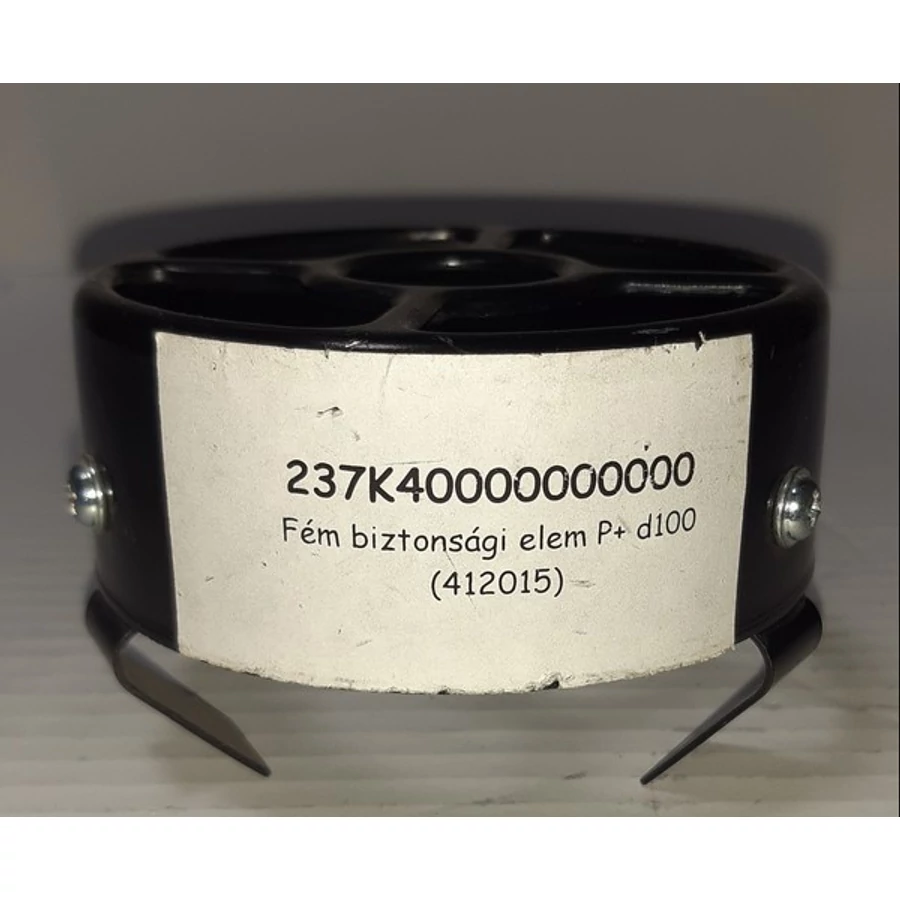 237K40000000000
Fém biztonsági elem P+ d100
(412015)